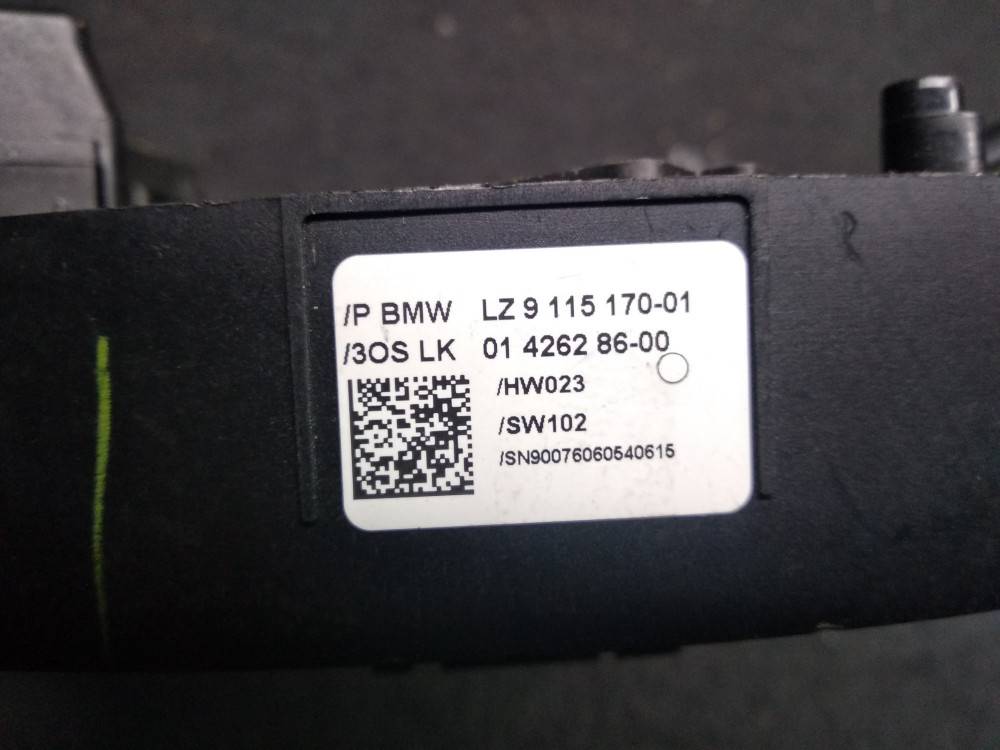 /P BMW LZ 9 115 170-01
/3OS LK 01 4262 86-00
/HW023
/SW102
/SN90076060540615